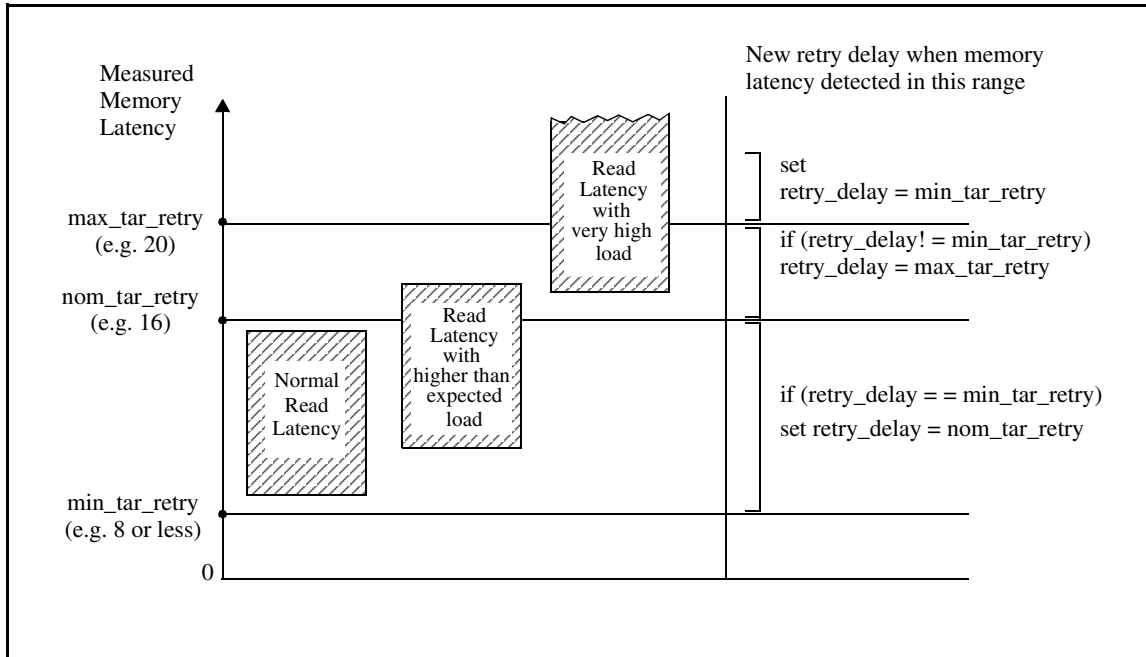 New retry delay when memory
latency detected in this range
Measured
Memory
Latency
max_tar_retry
(e.g. 20)
nom_tar_retry
(e.g. 16)
min_tar_retry
(e.g. 8 or less)
0
Normal
Read
Latency
Read
Latency
with
higher than
expected
load
Read
Latency
with
very high
load
set
retry_delay = min_tar_retry
if (retry_delay! = min_tar_retry)
retry_delay = max_tar_retry
if (retry_delay = = min_tar_retry)
set retry_delay = nom_tar_retry